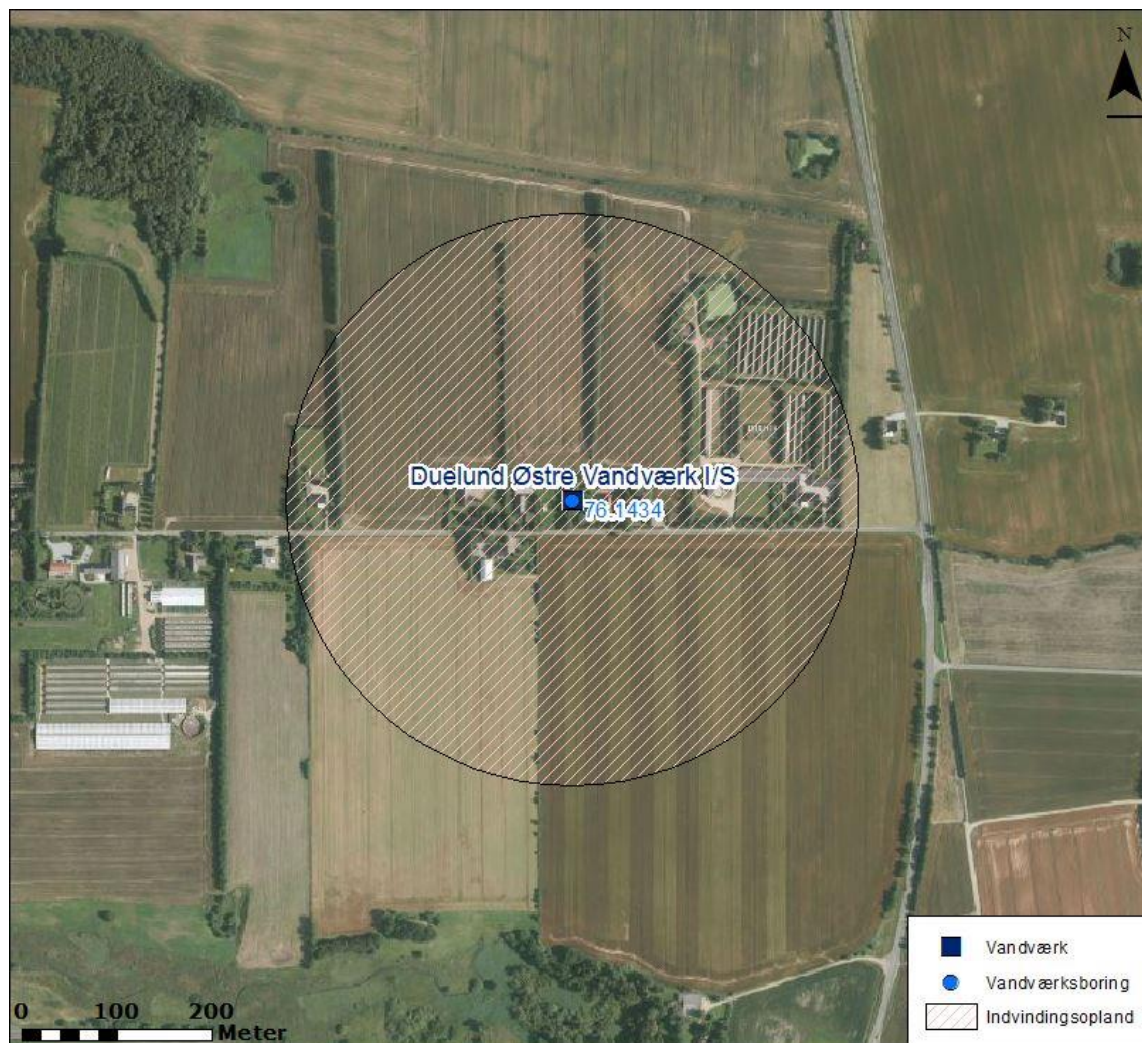 N
Duelund Østre Vandværk I/S
76.1434
0 100 200
Meter
Vandværk
Vandværksboring
Indvindingsopland